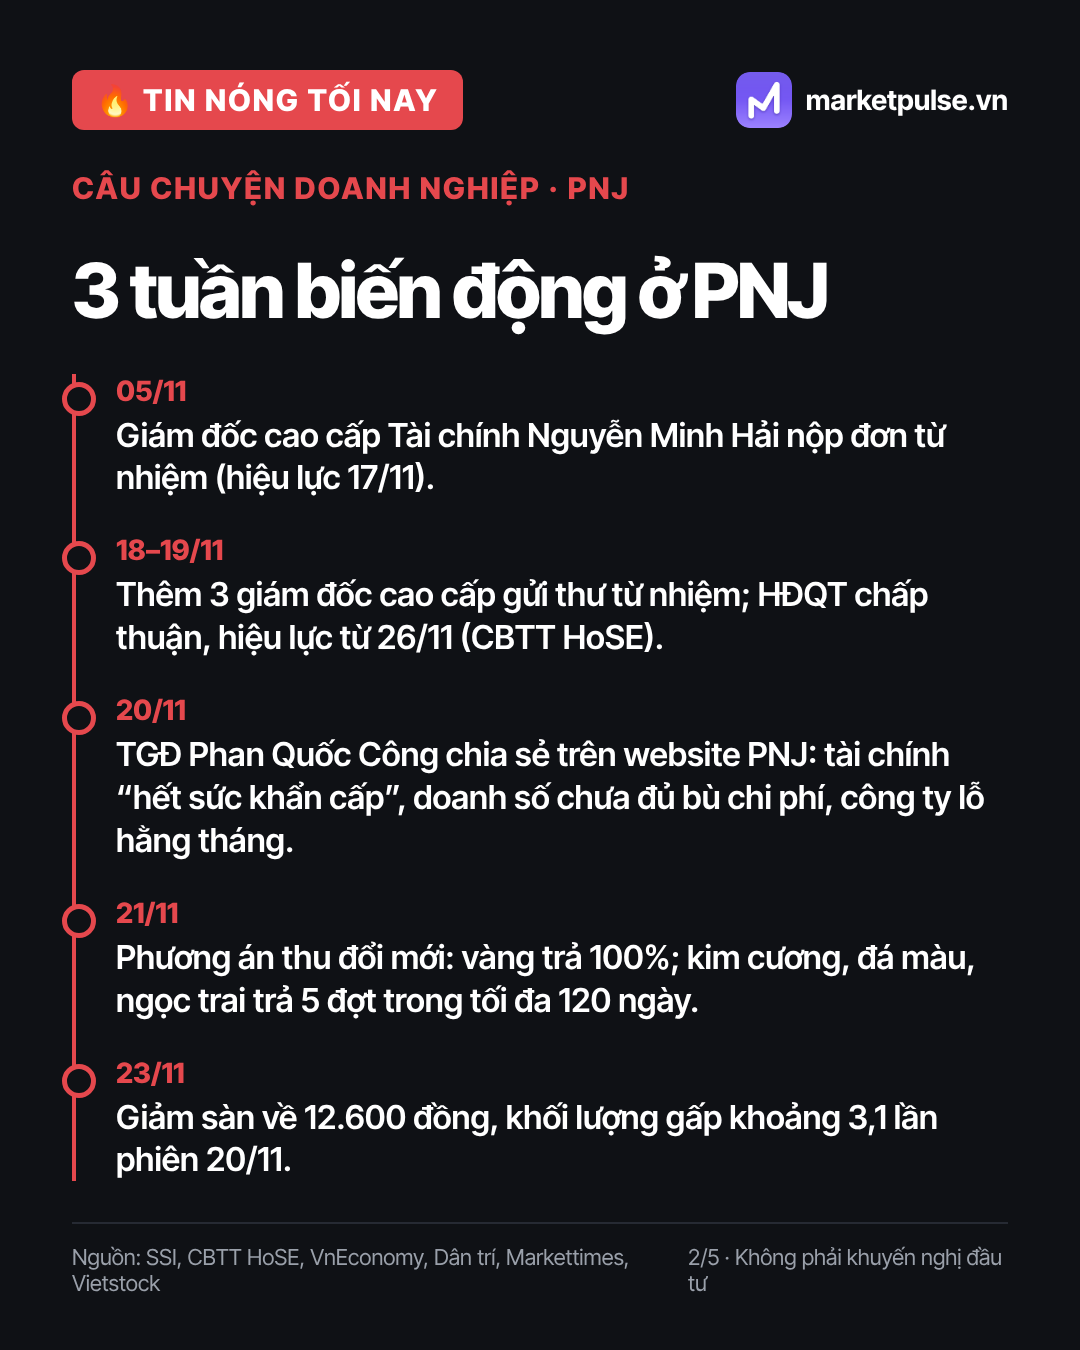 🔥 TIN NÓNG TỐI NAY
marketpulse.vn
CÂU CHUYỆN DOANH NGHIỆP · PNJ
3 tuần biến động ở PNJ
05/11
Giám đốc cao cấp Tài chính Nguyễn Minh Hải nộp đơn từ
nhiệm (hiệu lực 17/11).
18–19/11
Thêm 3 giám đốc cao cấp gửi thư từ nhiệm; HĐQT chấp
thuận, hiệu lực từ 26/11 (CBTT HoSE).
20/11
TGĐ Phan Quốc Công chia sẻ trên website PNJ: tài chính
“hết sức khẩn cấp”, doanh số chưa đủ bù chi phí, công ty lỗ
hằng tháng.
21/11
Phương án thu đổi mới: vàng trả 100%; kim cương, đá màu,
ngọc trai trả 5 đợt trong tối đa 120 ngày.
23/11
Giảm sàn về 12.600 đồng, khối lượng gấp khoảng 3,1 lần
phiên 20/11.
Nguồn: SSI, CBTT HoSE, VnEconomy, Dân trí, Markettimes,
Vietstock
2/5 · Không phải khuyến nghị đầu
tư